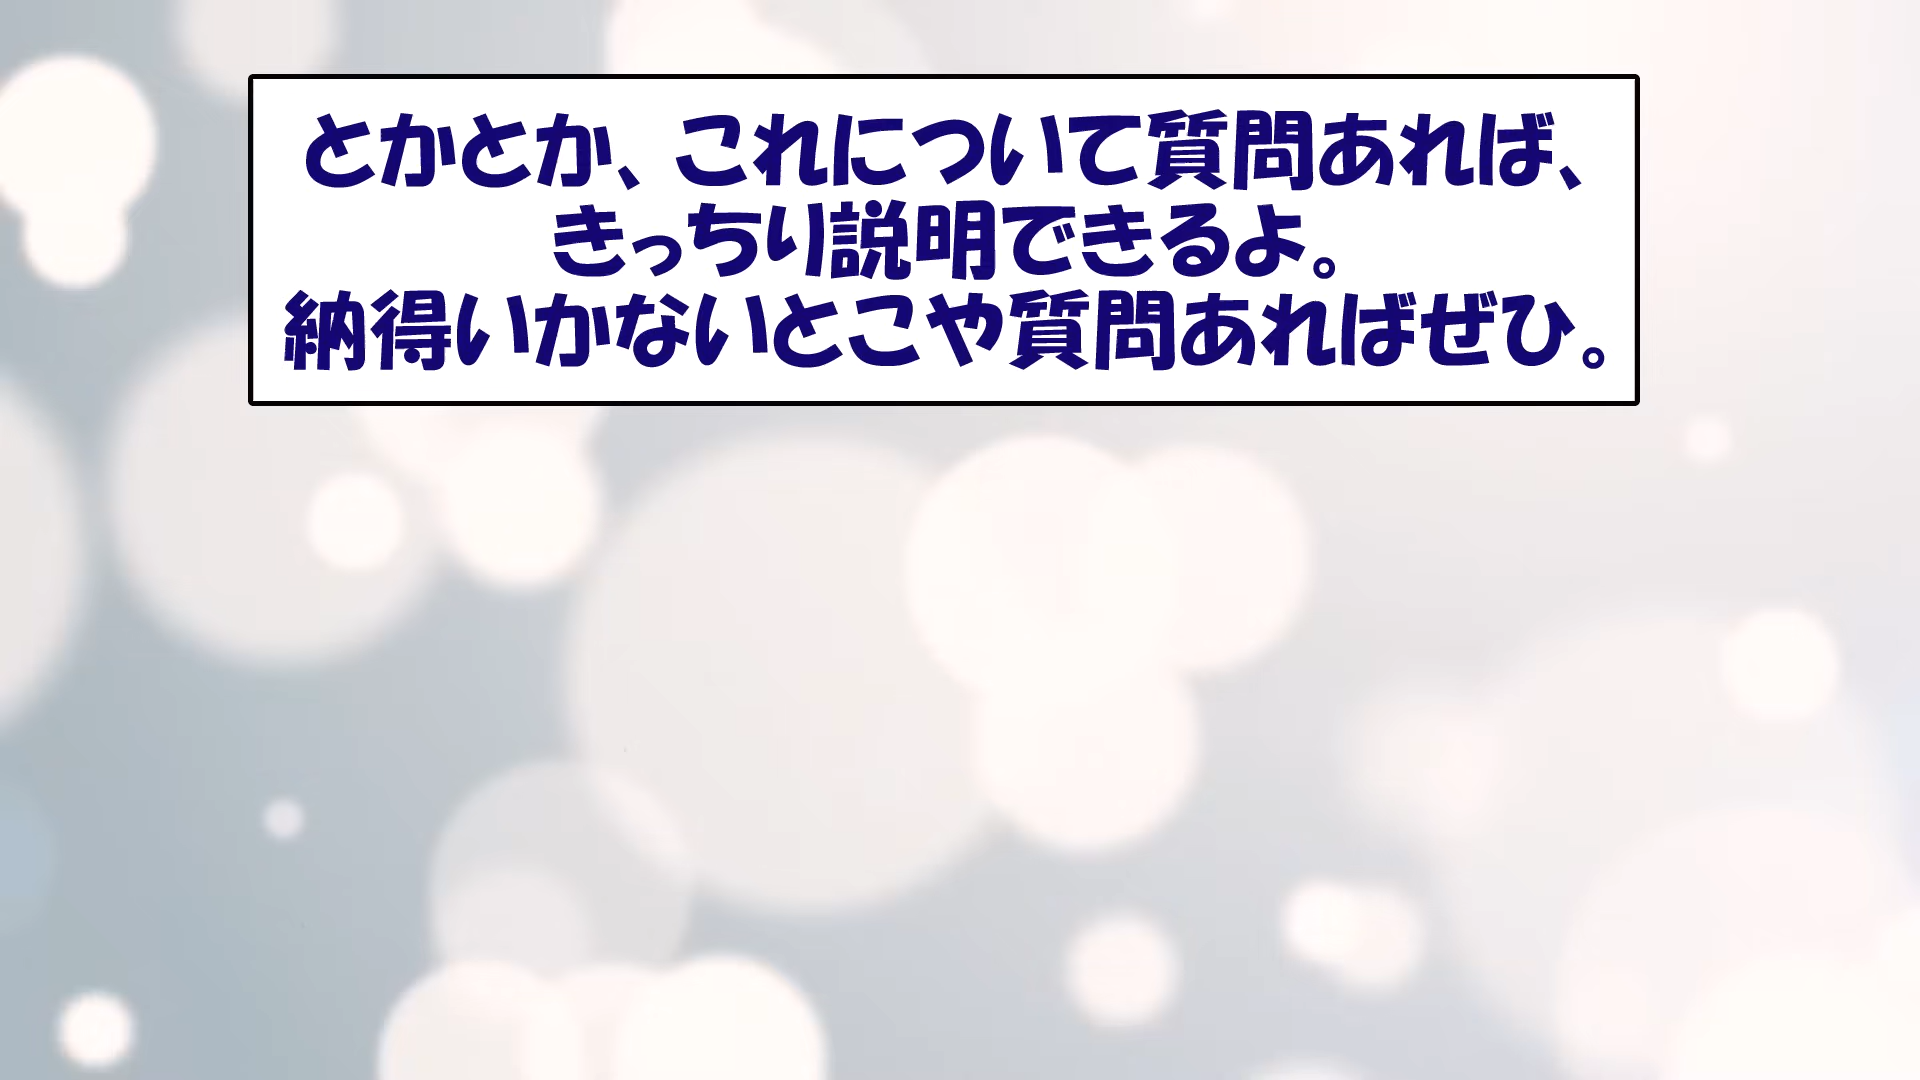 とかとか、これについて質問あれば、
きっちり説明できるよ。
納得いかないとこや質問あればぜひ。